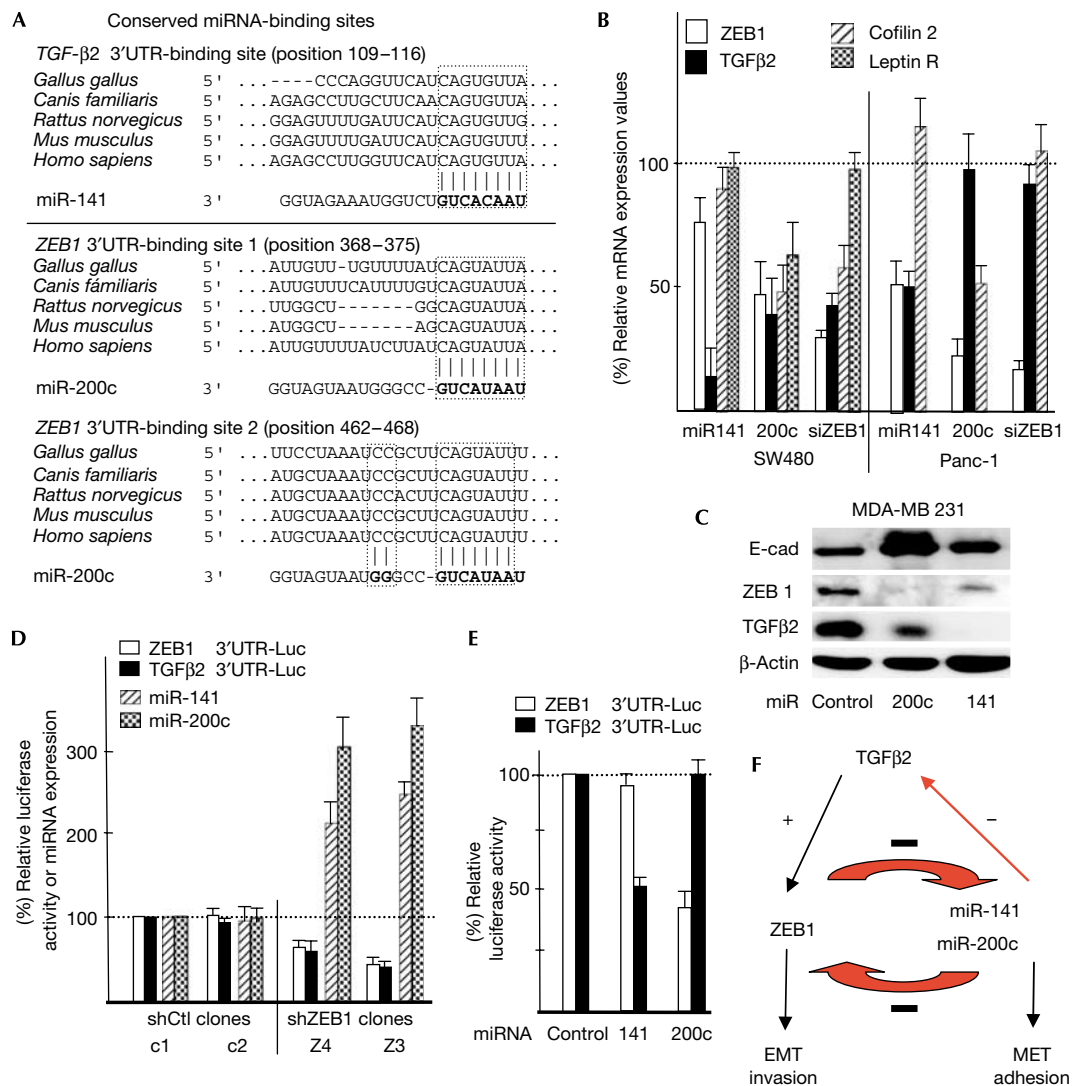 A
Conserved miRNA-binding sites
TGF-β2 3′UTR-binding site (position 109–116)
Gallus gallus 5' ...----CCCAGGUUCAUCAGUGUUA...
Canis familiaris 5' ...AGAGCCUUGCUUCAACAGUGUUA...
Rattus norvegicus 5' ...GGAGUUUUGAUUCAUCAGUGUUG...
Mus musculus 5' ...GGAGUUUUGAUUCAUCAGUGUUU...
Homo sapiens 5' ...AGAGCCUUGGUUCAUCAGUGUUA...
miR-141 3' GGUAGAAAUGGUCUGUCACAAU
ZEB1 3′UTR-binding site 1 (position 368–375)
Gallus gallus 5' ...AUUGUU-UGUUUUAUCAGUAUUA...
Canis fámiliaris 5' ...AUUGUUUCAUUUUGUCAGUAUUA...
Rattus norvegicus 5' ...UUGGCU-------GGCAGUAUUA...
Mus musculus 5' ...AUGGCU-------AGCAGUAUUA...
Homo sapiens 5' ...AUUGUUUUAUCUUAUCAGUAUUA...
miR-200c 3' GGUAGUAAUGGGCC-GUCAUAAU
ZEB1 3′UTR-binding site 2 (position 462–468)
Gallus gallus 5' ...UUCCUAAAUCCGCUUCAGUAUUU...
Canis familiaris 5' ...AUGCUAAAUCCGCUUCAGUAUUU...
Rattus norvegicus 5' ...AUGCUAAAUCCACUUCAGUAUUU...
Mus musculus 5' ...AUGCUAAAUCCGCUUCAGUAUUU...
Homo sapiens 5' ...AUGCUAAAUCCGCUUCAGUAUUU...
miR-200c 3' GGUAGUAAUGGGCC-GUCAUAAU
B
ZEB1
TGFβ2
Cofilin 2
Leptin R
(%) Relative mRNA expression values
100
50
miR141 200c siZEB1 miR141 200c siZEB1
SW480 Panc-1
C
MDA-MB 231
E-cad
ZEB 1
TGFβ2
β-Actin
miR Control 200c 141
D
ZEB1 3′UTR-Luc
TGFβ2 3′UTR-Luc
miR-141
miR-200c
(%) Relative luciferase
activity or miRNA expression
300
200
100
shCtl clones shZEB1 clones
c1 c2 Z4 Z3
E
ZEB1 3′UTR-Luc
TGFβ2 3′UTR-Luc
(%) Relative
luciferase activity
100
50
miRNA Control 141 200c
F
TGFβ2
+ −
miR-141
ZEB1
miR-200c
EMT
invasion
MET
adhesion